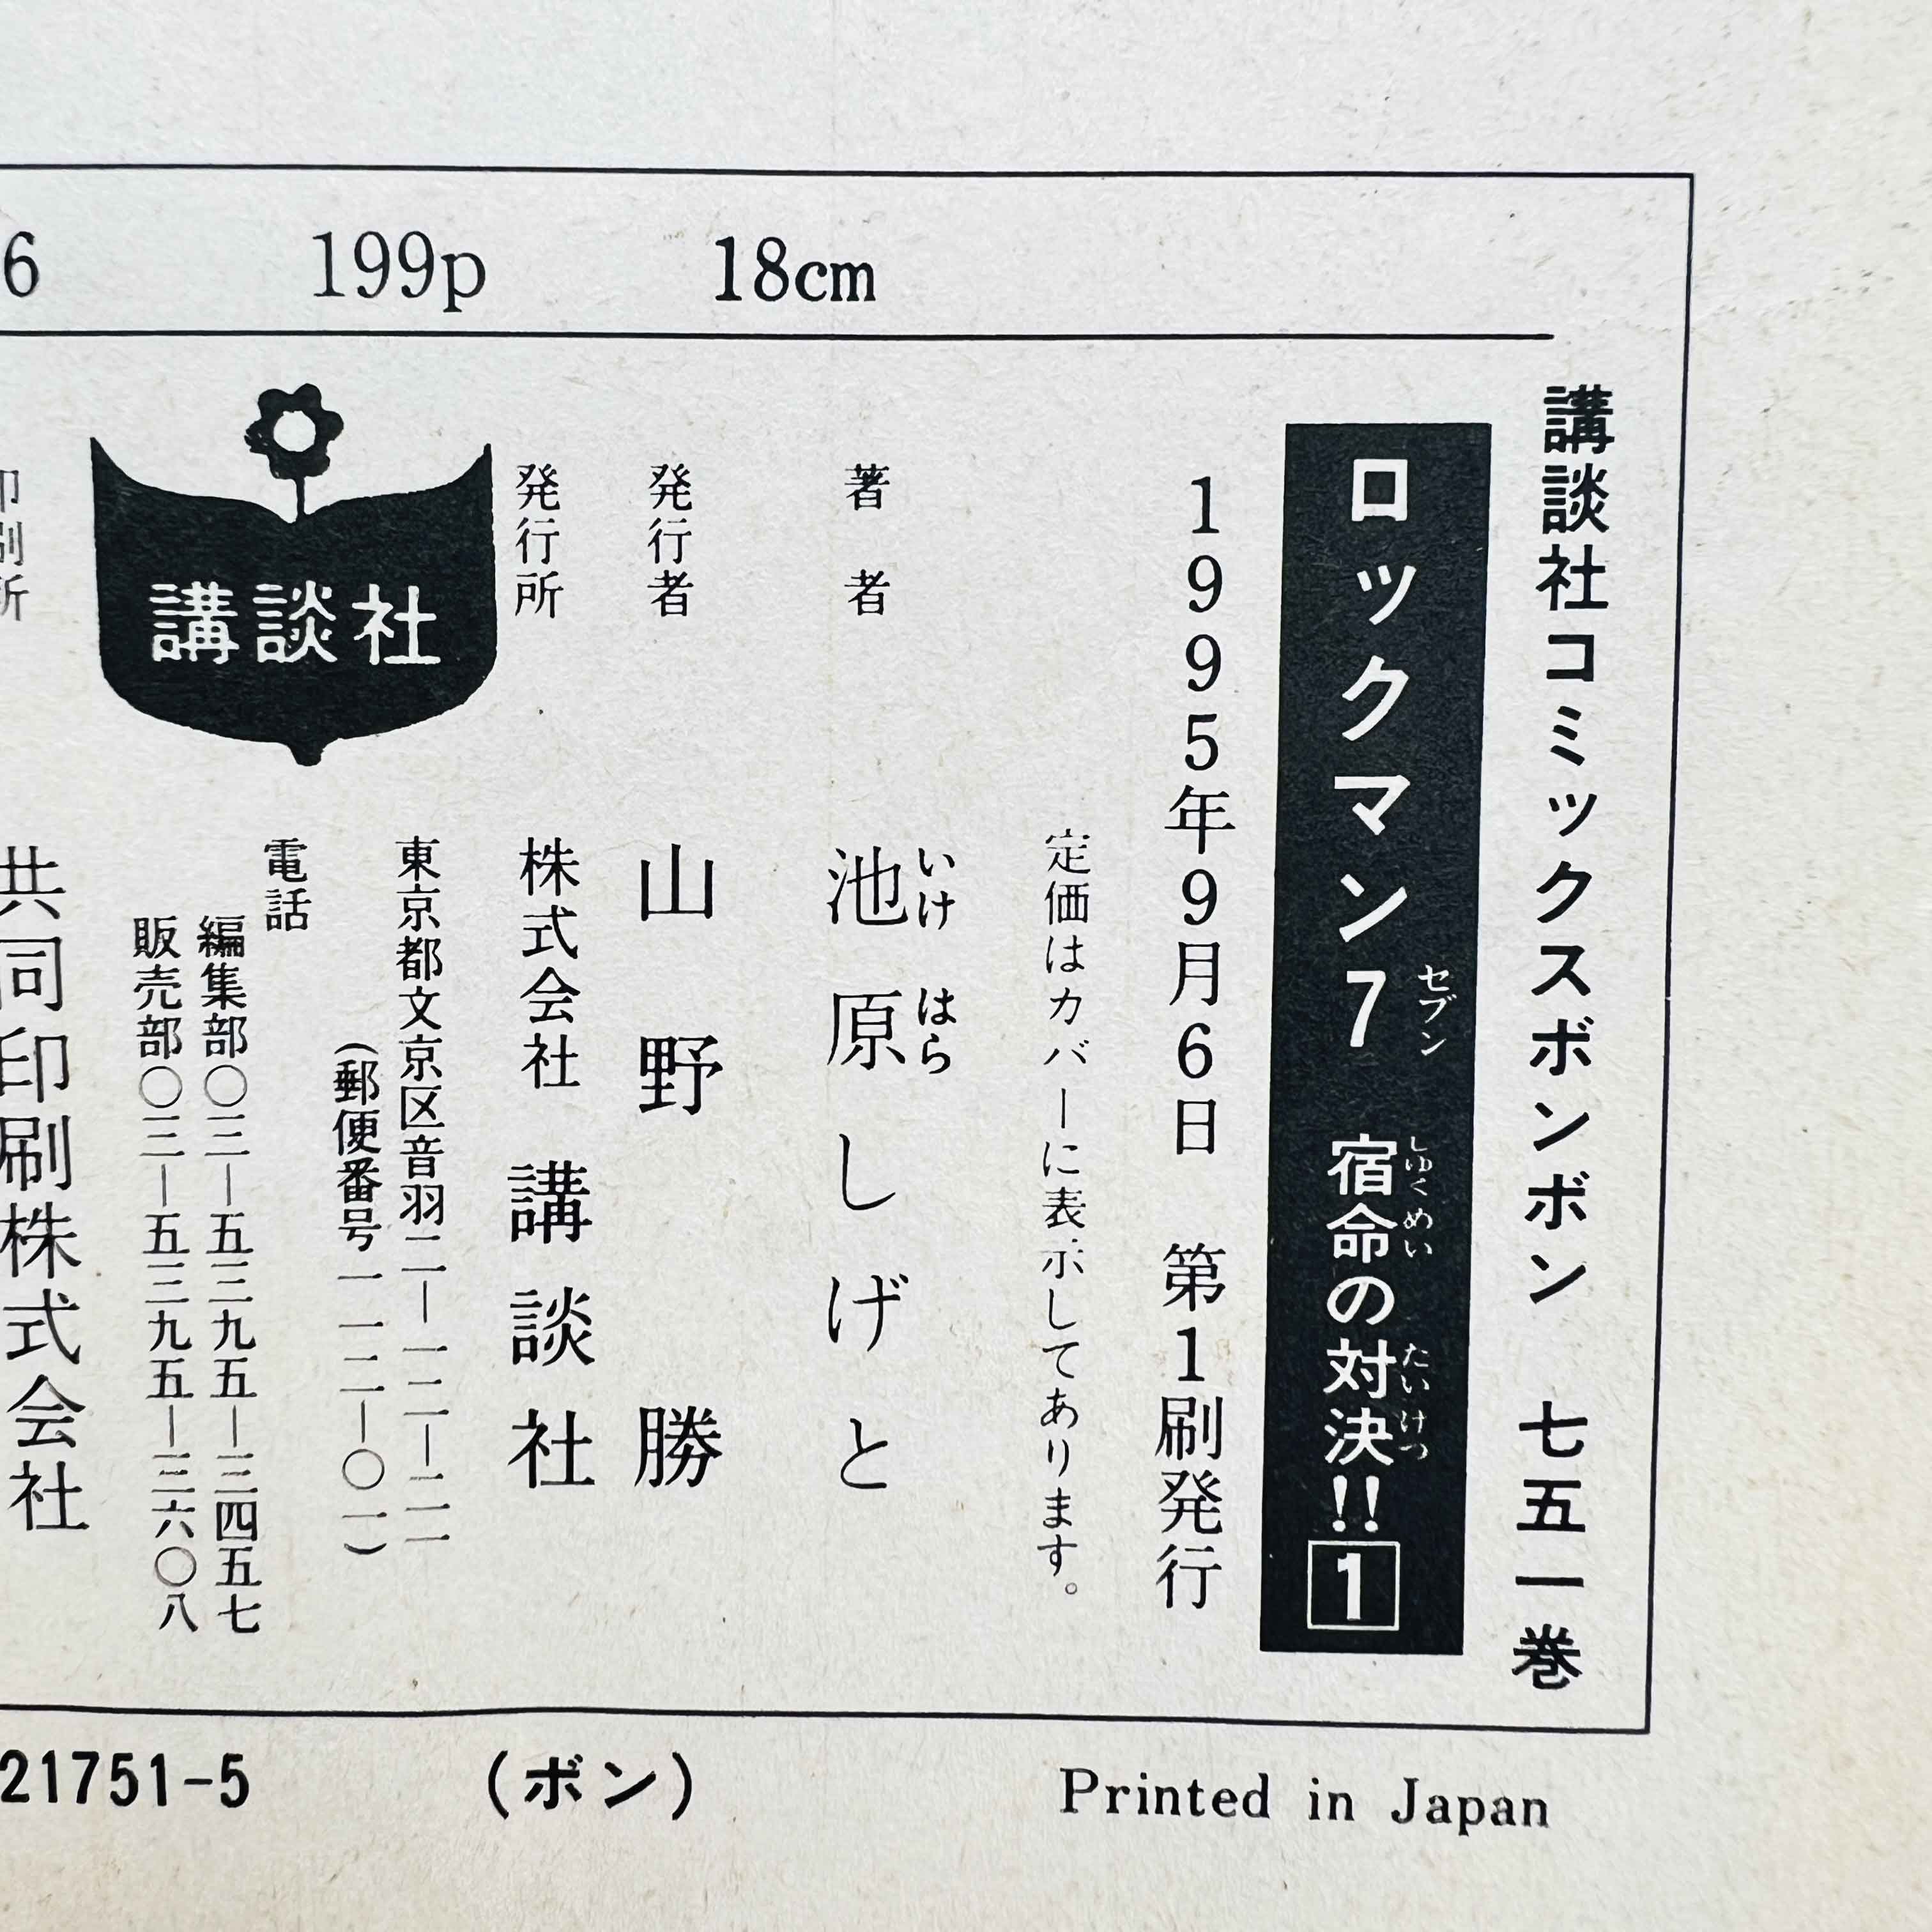 6　199p　18cm
講談社コミックスボンボン　七五一巻
ロックマン7　宿命の対決!!1
セブン　しゅくめい　たいけつ
1995年9月6日　第1刷発行
定価はカバーに表示してあります。
著者　池原しげと
いけ　はら
発行者　山野　勝
発行所　株式会社　講談社
東京都文京区音羽二―一二―二一
(郵便番号一一二―〇一)
電話
編集部〇三―五三九五―三四五七
販売部〇三―五三九五―三六〇八
講談社
印刷所　共同印刷株式会社
21751-5　(ボン)　Printed in Japan